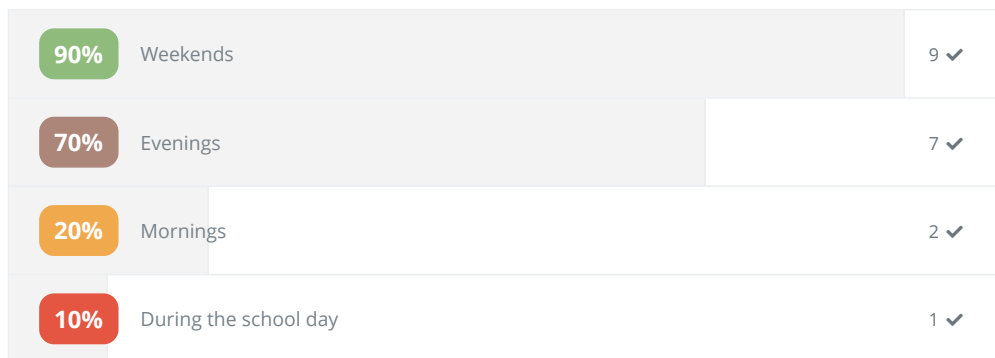 90% Weekends 9
70% Evenings 7
20% Mornings 2
10% During the school day 1